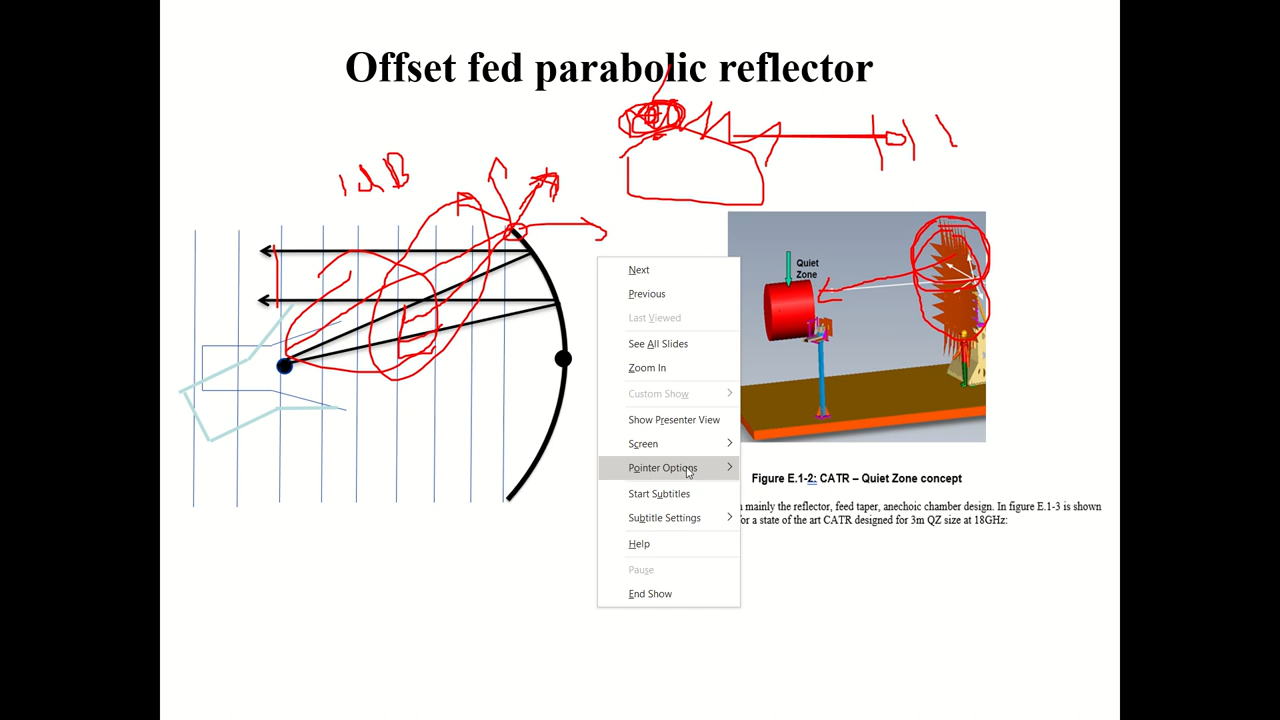 Offset fed parabolic reflector
1dB
Quiet
Zone
Next
Previous
Last Viewed
See All Slides
Zoom In
Custom Show
Show Presenter View
Screen
Pointer Options
Start Subtitles
Subtitle Settings
Help
Pause
End Show
Figure E.1-2: CATR – Quiet Zone concept
mainly the reflector, feed taper, anechoic chamber design. In figure E.1-3 is shown
for a state of the art CATR designed for 3m QZ size at 18GHz: